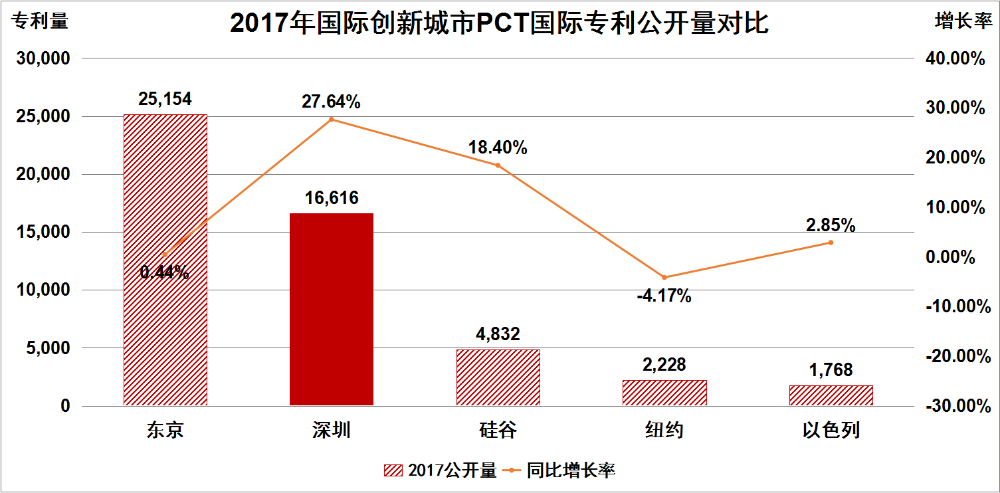 专利量
2017年国际创新城市PCT国际专利公开量对比
增长率
30,000
25,000
20,000
15,000
10,000
5,000
0
40.00%
30.00%
20.00%
10.00%
0.00%
-10.00%
-20.00%
-30.00%
25,154
16,616
4,832
2,228
1,768
0.44%
27.64%
18.40%
-4.17%
2.85%
东京
深圳
硅谷
纽约
以色列
2017公开量
同比增长率